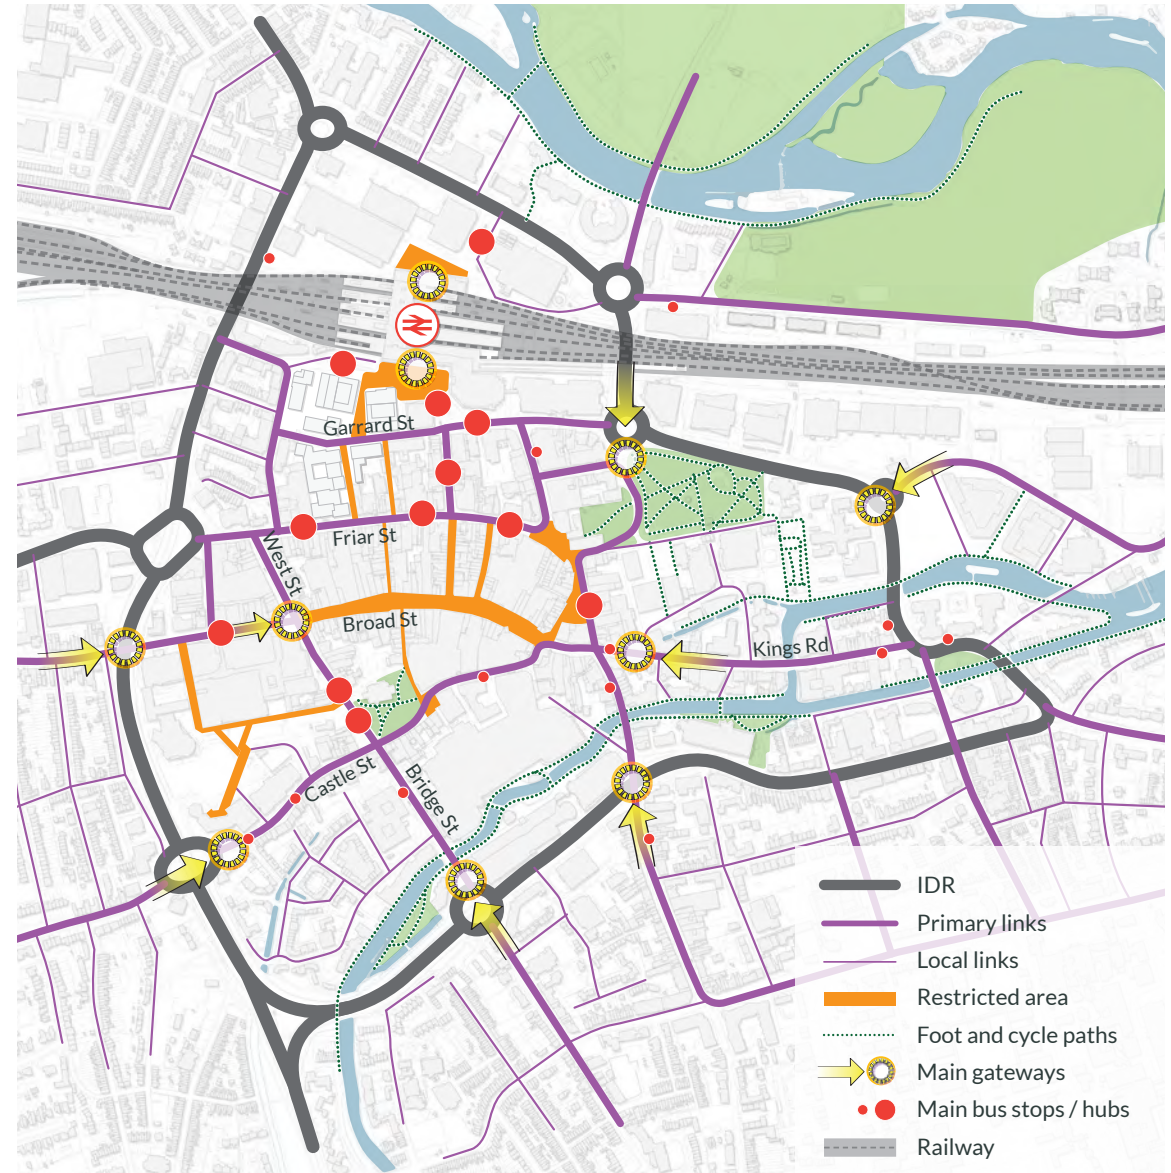 Garrard St
Friar St
West St
Broad St
Kings Rd
Castle St
Bridge St
IDR
Primary links
Local links
Restricted area
Foot and cycle paths
Main gateways
Main bus stops / hubs
Railway